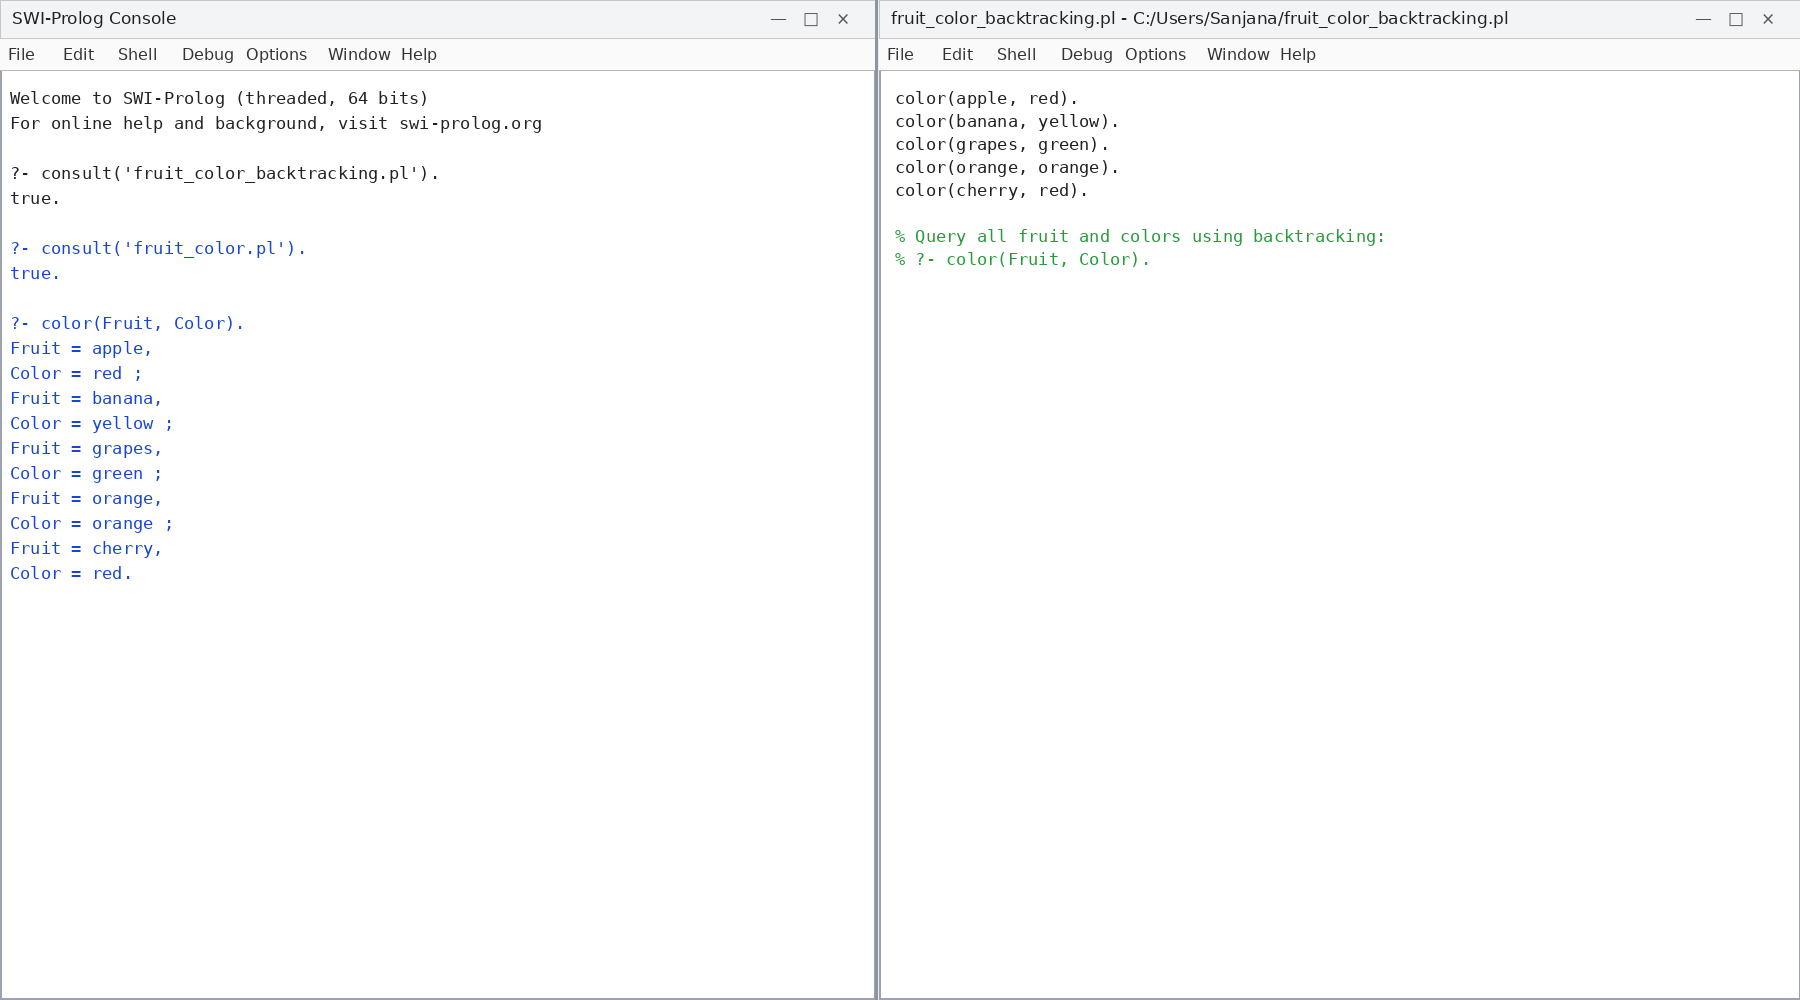 SWI-Prolog Console
File Edit Shell Debug Options Window Help
Welcome to SWI-Prolog (threaded, 64 bits)
For online help and background, visit swi-prolog.org
?- consult('fruit_color_backtracking.pl').
true.
?- consult('fruit_color.pl').
true.
?- color(Fruit, Color).
Fruit = apple,
Color = red ;
Fruit = banana,
Color = yellow ;
Fruit = grapes,
Color = green ;
Fruit = orange,
Color = orange ;
Fruit = cherry,
Color = red.
fruit_color_backtracking.pl - C:/Users/Sanjana/fruit_color_backtracking.pl
File Edit Shell Debug Options Window Help
color(apple, red).
color(banana, yellow).
color(grapes, green).
color(orange, orange).
color(cherry, red).
% Query all fruit and colors using backtracking:
% ?- color(Fruit, Color).